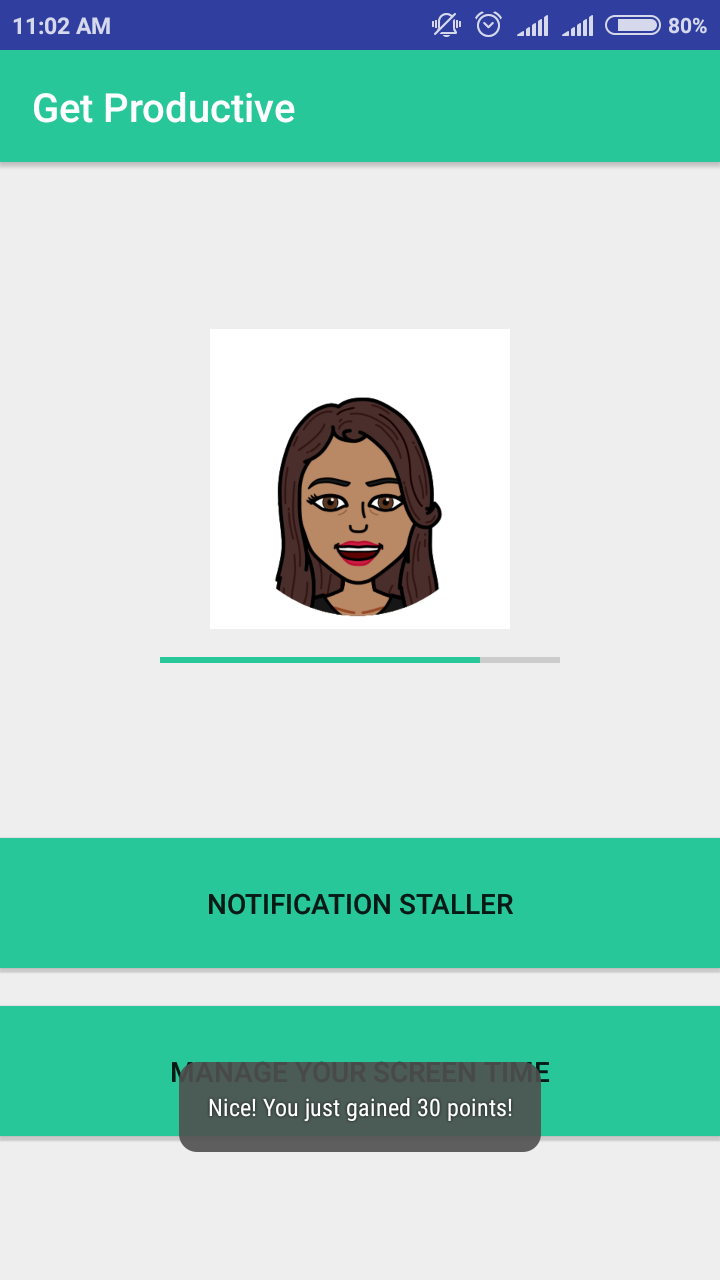 11:02 AM
80%
Get Productive
NOTIFICATION STALLER
MANAGE YOUR SCREEN TIME
Nice! You just gained 30 points!